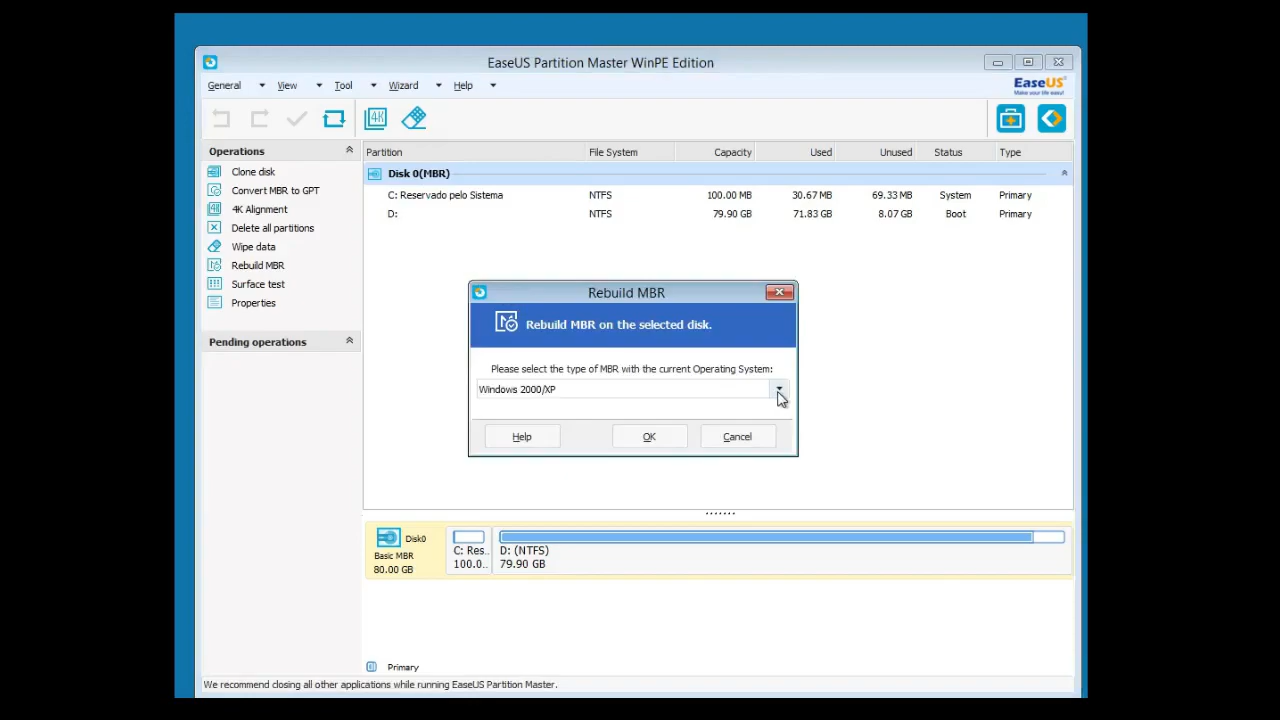 EaseUS Partition Master WinPE Edition
General View Tool Wizard Help
EaseUS
Make your life easy!
4K
Operations
Clone disk
Convert MBR to GPT
4K Alignment
Delete all partitions
Wipe data
Rebuild MBR
Surface test
Properties
Pending operations
Partition File System Capacity Used Unused Status Type
Disk 0(MBR)
C: Reservado pelo Sistema NTFS 100.00 MB 30.67 MB 69.33 MB System Primary
D: NTFS 79.90 GB 71.83 GB 8.07 GB Boot Primary
Rebuild MBR
Rebuild MBR on the selected disk.
Please select the type of MBR with the current Operating System:
Windows 2000/XP
Help OK Cancel
Disk0
Basic MBR
80.00 GB
C: Res..
100.0..
D: (NTFS)
79.90 GB
Primary
We recommend closing all other applications while running EaseUS Partition Master.